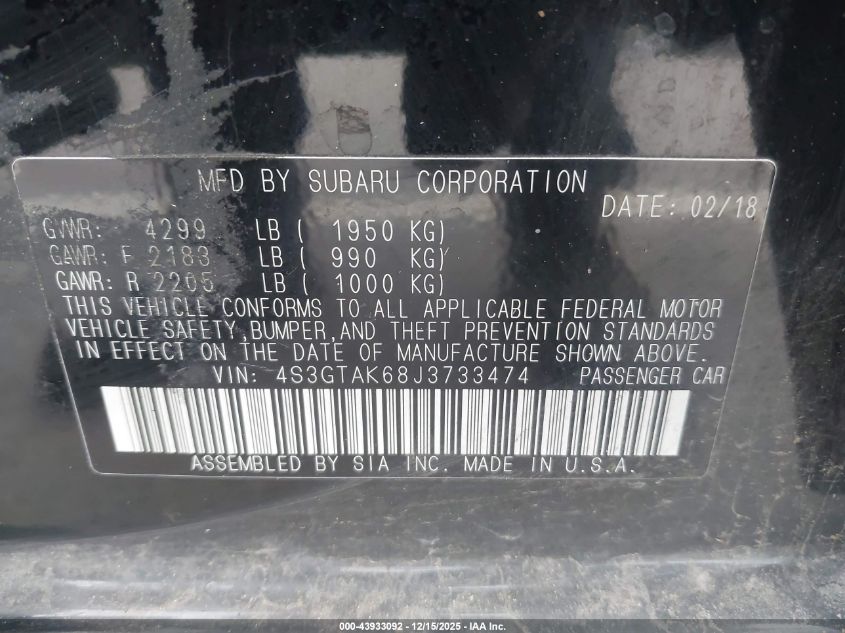 MFD BY SUBARU CORPORATION
DATE: 02/18
GVWR: 4299 LB ( 1950 KG)
GAWR: F 2183 LB ( 990 KG)
GAWR: R 2205 LB ( 1000 KG)
THIS VEHICLE CONFORMS TO ALL APPLICABLE FEDERAL MOTOR
VEHICLE SAFETY,BUMPER,AND THEFT PREVENTION STANDARDS
IN EFFECT ON THE DATE OF MANUFACTURE SHOWN ABOVE.
VIN: 4S3GTAK68J3733474 PASSENGER CAR
ASSEMBLED BY SIA INC. MADE IN U.S.A.
000-43933092 - 12/15/2025 - IAA Inc.